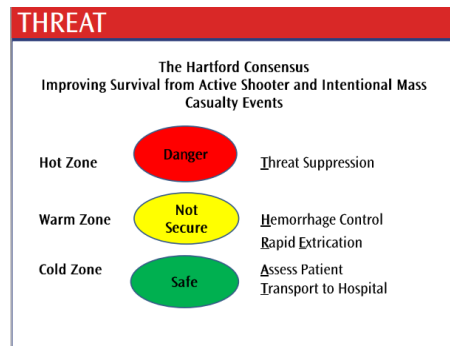 THREAT
The Hartford Consensus
Improving Survival from Active Shooter and Intentional Mass
Casualty Events
Hot Zone Danger Threat Suppression
Warm Zone Not Secure Hemorrhage Control
Rapid Extrication
Cold Zone Safe Assess Patient
Transport to Hospital